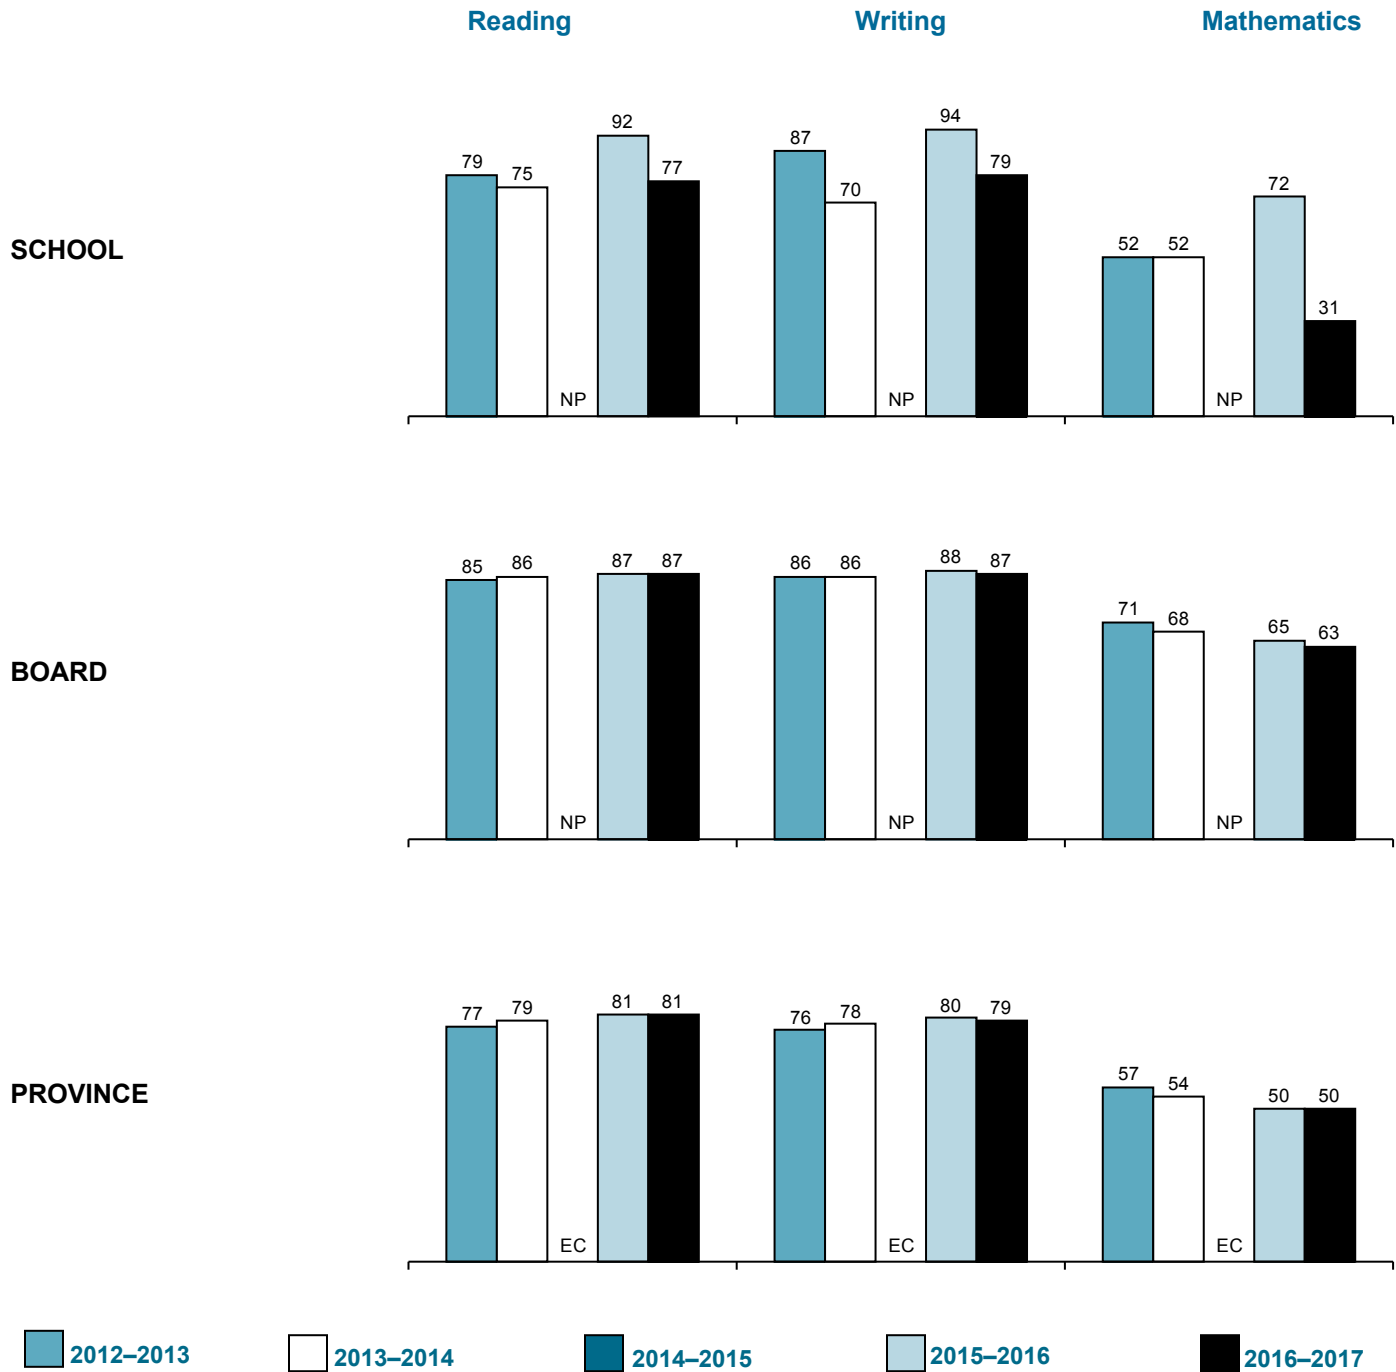 Reading Writing Mathematics
SCHOOL
79 75 NP 92 77 87 70 NP 94 79 52 52 NP 72 31
BOARD
85 86 NP 87 87 86 86 NP 88 87 71 68 NP 65 63
PROVINCE
77 79 EC 81 81 76 78 EC 80 79 57 54 EC 50 50
2012–2013 2013–2014 2014–2015 2015–2016 2016–2017